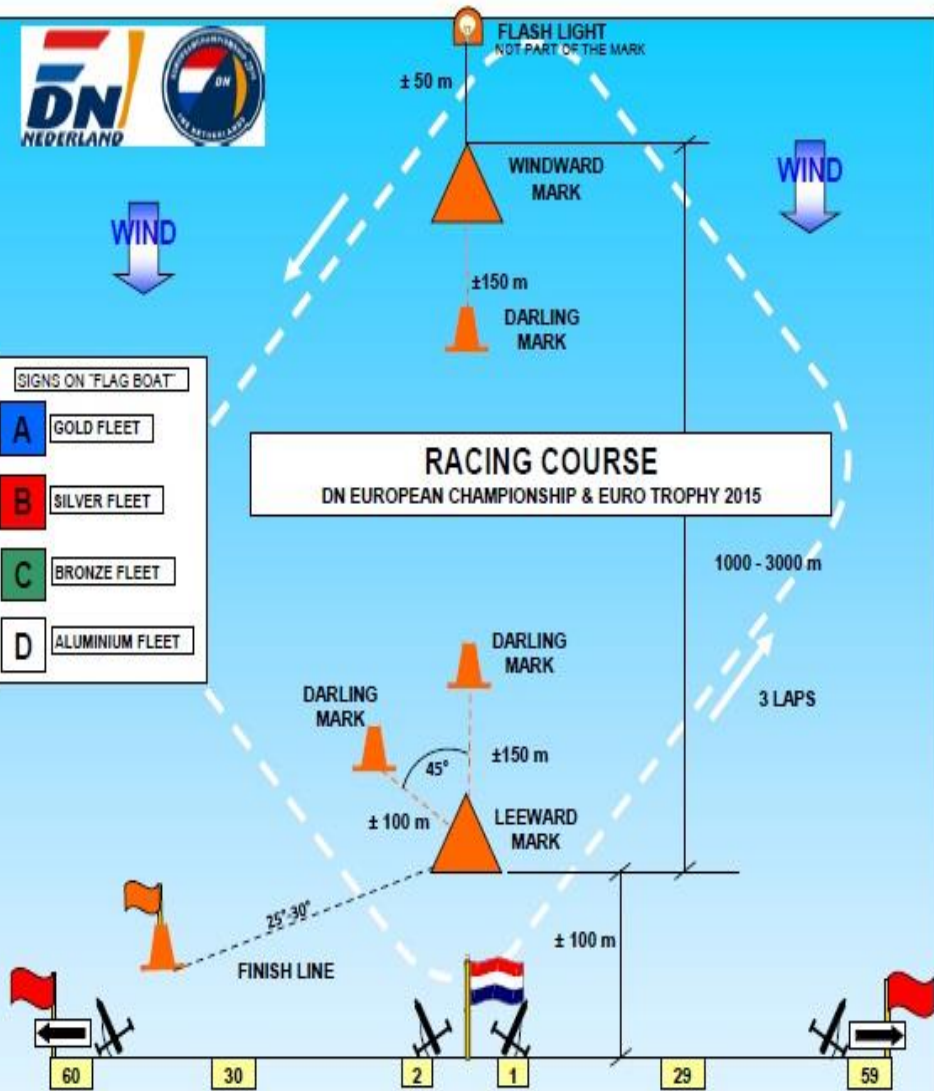 FLASH LIGHT
NOT PART OF THE MARK
± 50 m
DN
NEDERLAND
DN
THE NETHERLANDS
WINDWARD
MARK
WIND
WIND
±150 m
DARLING
MARK
SIGNS ON "FLAG BOAT"
A GOLD FLEET
B SILVER FLEET
C BRONZE FLEET
D ALUMINIUM FLEET
RACING COURSE
DN EUROPEAN CHAMPIONSHIP & EURO TROPHY 2015
1000 - 3000 m
DARLING
MARK
3 LAPS
DARLING
MARK
45°
±150 m
± 100 m
LEEWARD
MARK
25°-30°
± 100 m
FINISH LINE
60 30 2 1 29 59